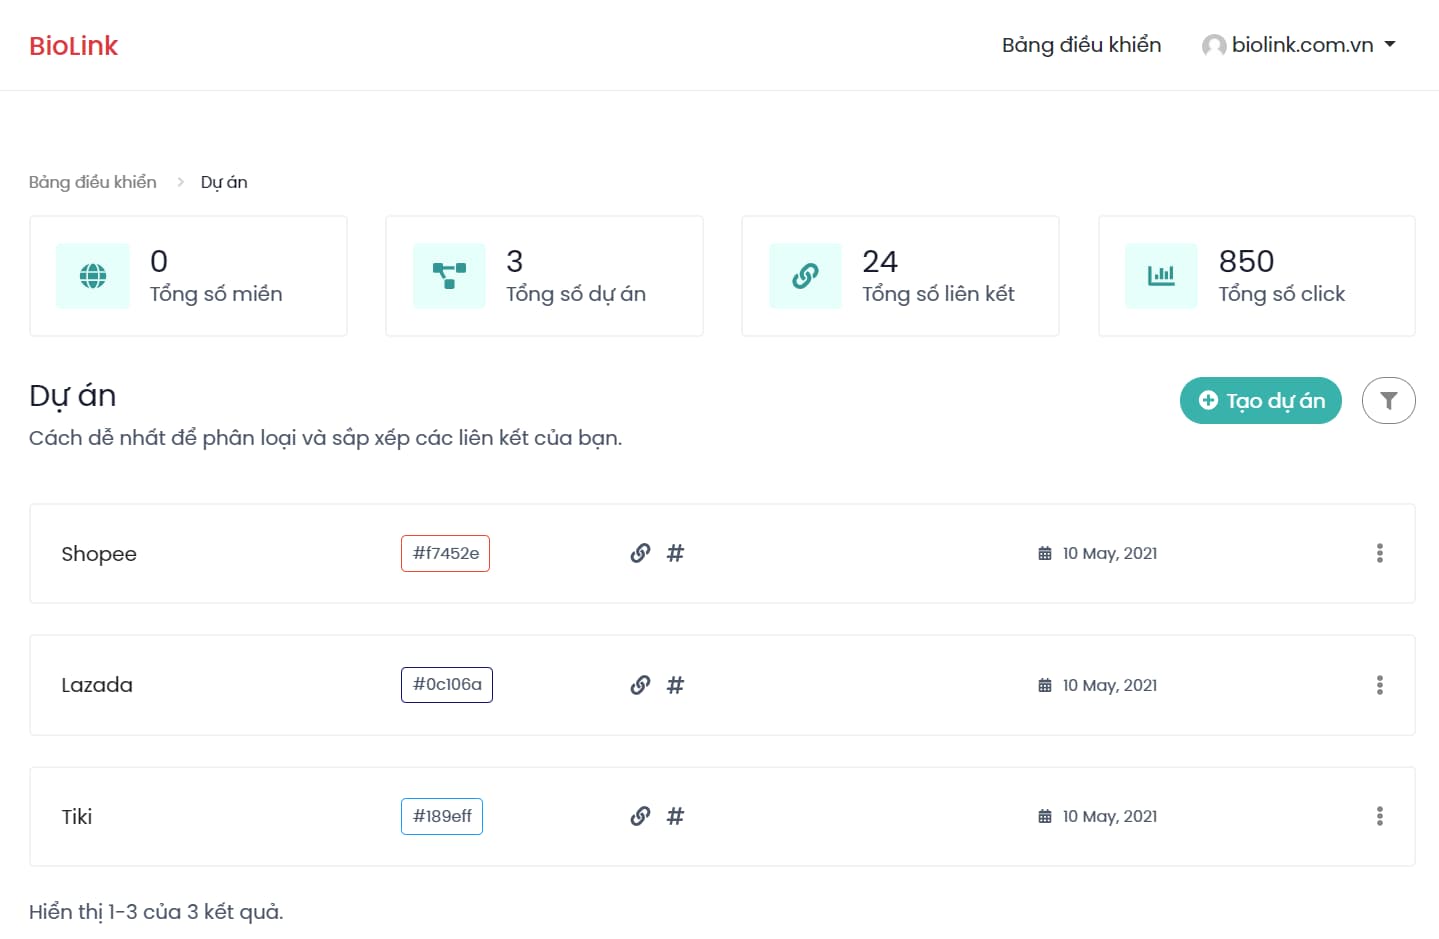 BioLink
Bảng điều khiển
biolink.com.vn
Bảng điều khiển > Dự án
0
Tổng số miền
3
Tổng số dự án
24
Tổng số liên kết
850
Tổng số click
Dự án
Tạo dự án
Cách dễ nhất để phân loại và sắp xếp các liên kết của bạn.
Shopee #f7452e # 10 May, 2021
Lazada #0c106a # 10 May, 2021
Tiki #189eff # 10 May, 2021
Hiển thị 1-3 của 3 kết quả.